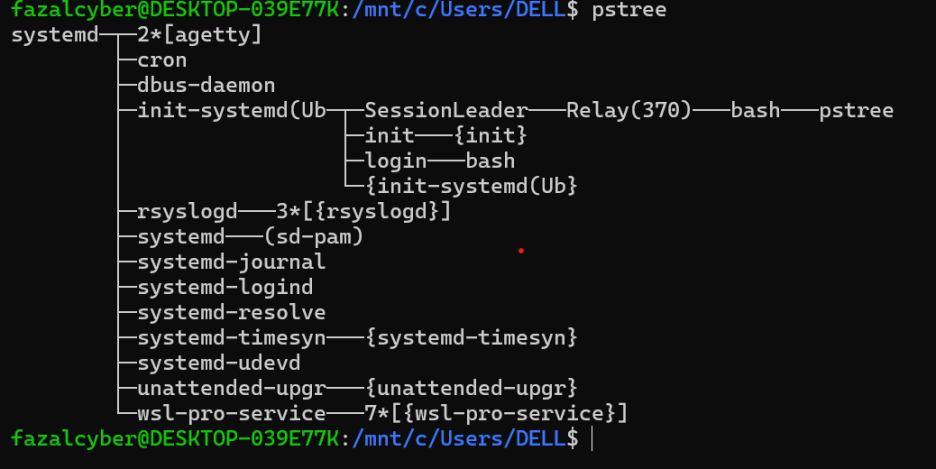 fazalcyber@DESKTOP-039E77K:/mnt/c/Users/DELL$ pstree
systemd─┬─2*[agetty]
        ├─cron
        ├─dbus-daemon
        ├─init-systemd(Ub─┬─SessionLeader───Relay(370)───bash───pstree
        │                 ├─init───{init}
        │                 ├─login───bash
        │                 └─{init-systemd(Ub}
        ├─rsyslogd───3*[{rsyslogd}]
        ├─systemd───(sd-pam)
        ├─systemd-journal
        ├─systemd-logind
        ├─systemd-resolve
        ├─systemd-timesyn───{systemd-timesyn}
        ├─systemd-udevd
        ├─unattended-upgr───{unattended-upgr}
        └─wsl-pro-service───7*[{wsl-pro-service}]
fazalcyber@DESKTOP-039E77K:/mnt/c/Users/DELL$